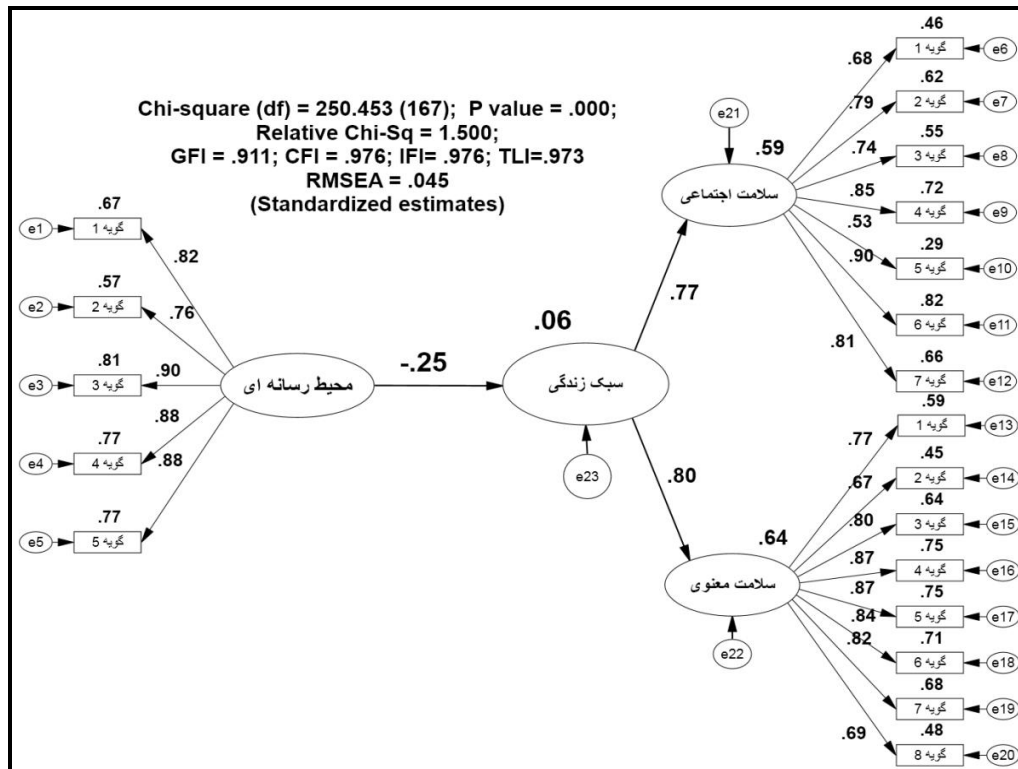 Chi-square (df) = 250.453 (167); P value = .000;
Relative Chi-Sq = 1.500;
GFI = .911; CFI = .976; IFI= .976; TLI=.973
RMSEA = .045
(Standardized estimates)
.67
e1
گویه 1
.82
.57
e2
گویه 2
.76
.81
e3
گویه 3
.90
.77
e4
گویه 4
.88
.88
.77
e5
گویه 5
محیط رسانه ای
-.25
.06
سبک زندگی
e23
.77
.80
e21
.59
سلامت اجتماعی
.68
.46
گویه 1
e6
.79
.62
گویه 2
e7
.74
.55
گویه 3
e8
.85
.72
گویه 4
e9
.53
.29
گویه 5
e10
.90
.82
گویه 6
e11
.81
.66
گویه 7
e12
.64
سلامت معنوی
e22
.77
.59
گویه 1
e13
.67
.45
گویه 2
e14
.80
.64
گویه 3
e15
.87
.75
گویه 4
e16
.87
.75
گویه 5
e17
.84
.71
گویه 6
e18
.82
.68
گویه 7
e19
.69
.48
گویه 8
e20